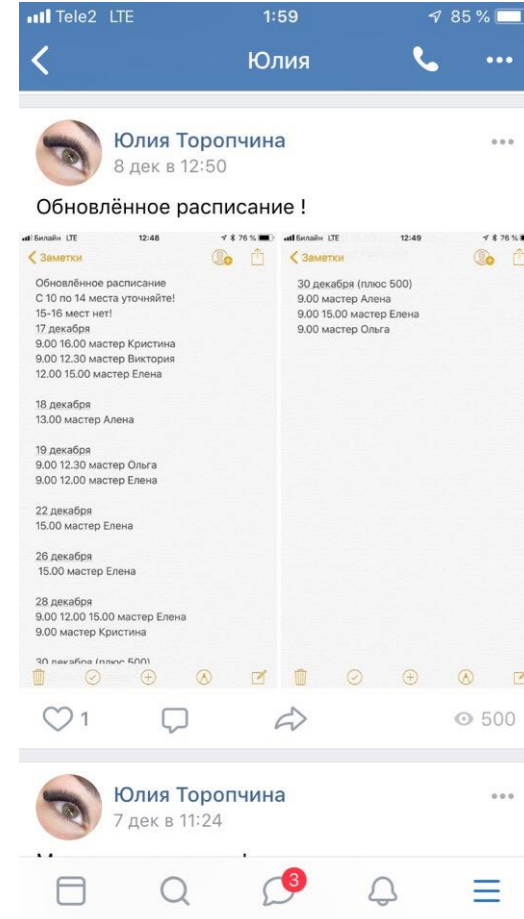 Tele2 LTE 1:59 85 %
Юлия
Юлия Торопчина
8 дек в 12:50
Обновлённое расписание !
Билайн LTE 12:48 76 %
Заметки
Обновлённое расписание
С 10 по 14 места уточняйте!
15-16 мест нет!
17 декабря
9.00 16.00 мастер Кристина
9.00 12.30 мастер Виктория
12.00 15.00 мастер Елена
18 декабря
13.00 мастер Алена
19 декабря
9.00 12.30 мастер Ольга
9.00 12.00 мастер Елена
22 декабря
15.00 мастер Елена
26 декабря
15.00 мастер Елена
28 декабря
9.00 12.00 15.00 мастер Елена
9.00 мастер Кристина
30 декабря (плюс 500)
Билайн LTE 12:49 76 %
Заметки
30 декабря (плюс 500)
9.00 мастер Алена
9.00 15.00 мастер Елена
9.00 мастер Ольга
1
500
Юлия Торопчина
7 дек в 11:24
3